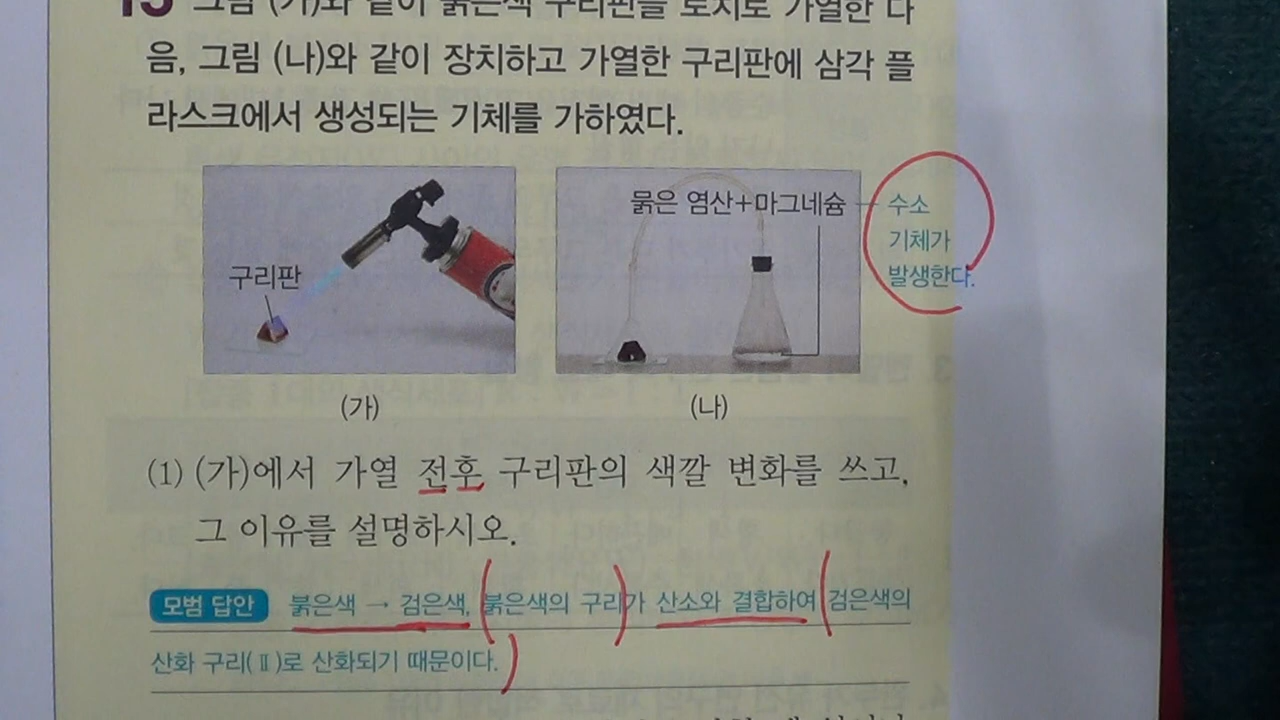 15 그림 (가)와 같이 붉은색 구리판을 토치로 가열한 다
음, 그림 (나)와 같이 장치하고 가열한 구리판에 삼각 플
라스크에서 생성되는 기체를 가하였다.
구리판
묽은 염산+마그네슘
수소
기체가
발생한다.
(가)
(나)
(1) (가)에서 가열 전후 구리판의 색깔 변화를 쓰고,
그 이유를 설명하시오.
모범 답안 붉은색 → 검은색, 붉은색의 구리가 산소와 결합하여 검은색의
산화 구리(Ⅱ)로 산화되기 때문이다.